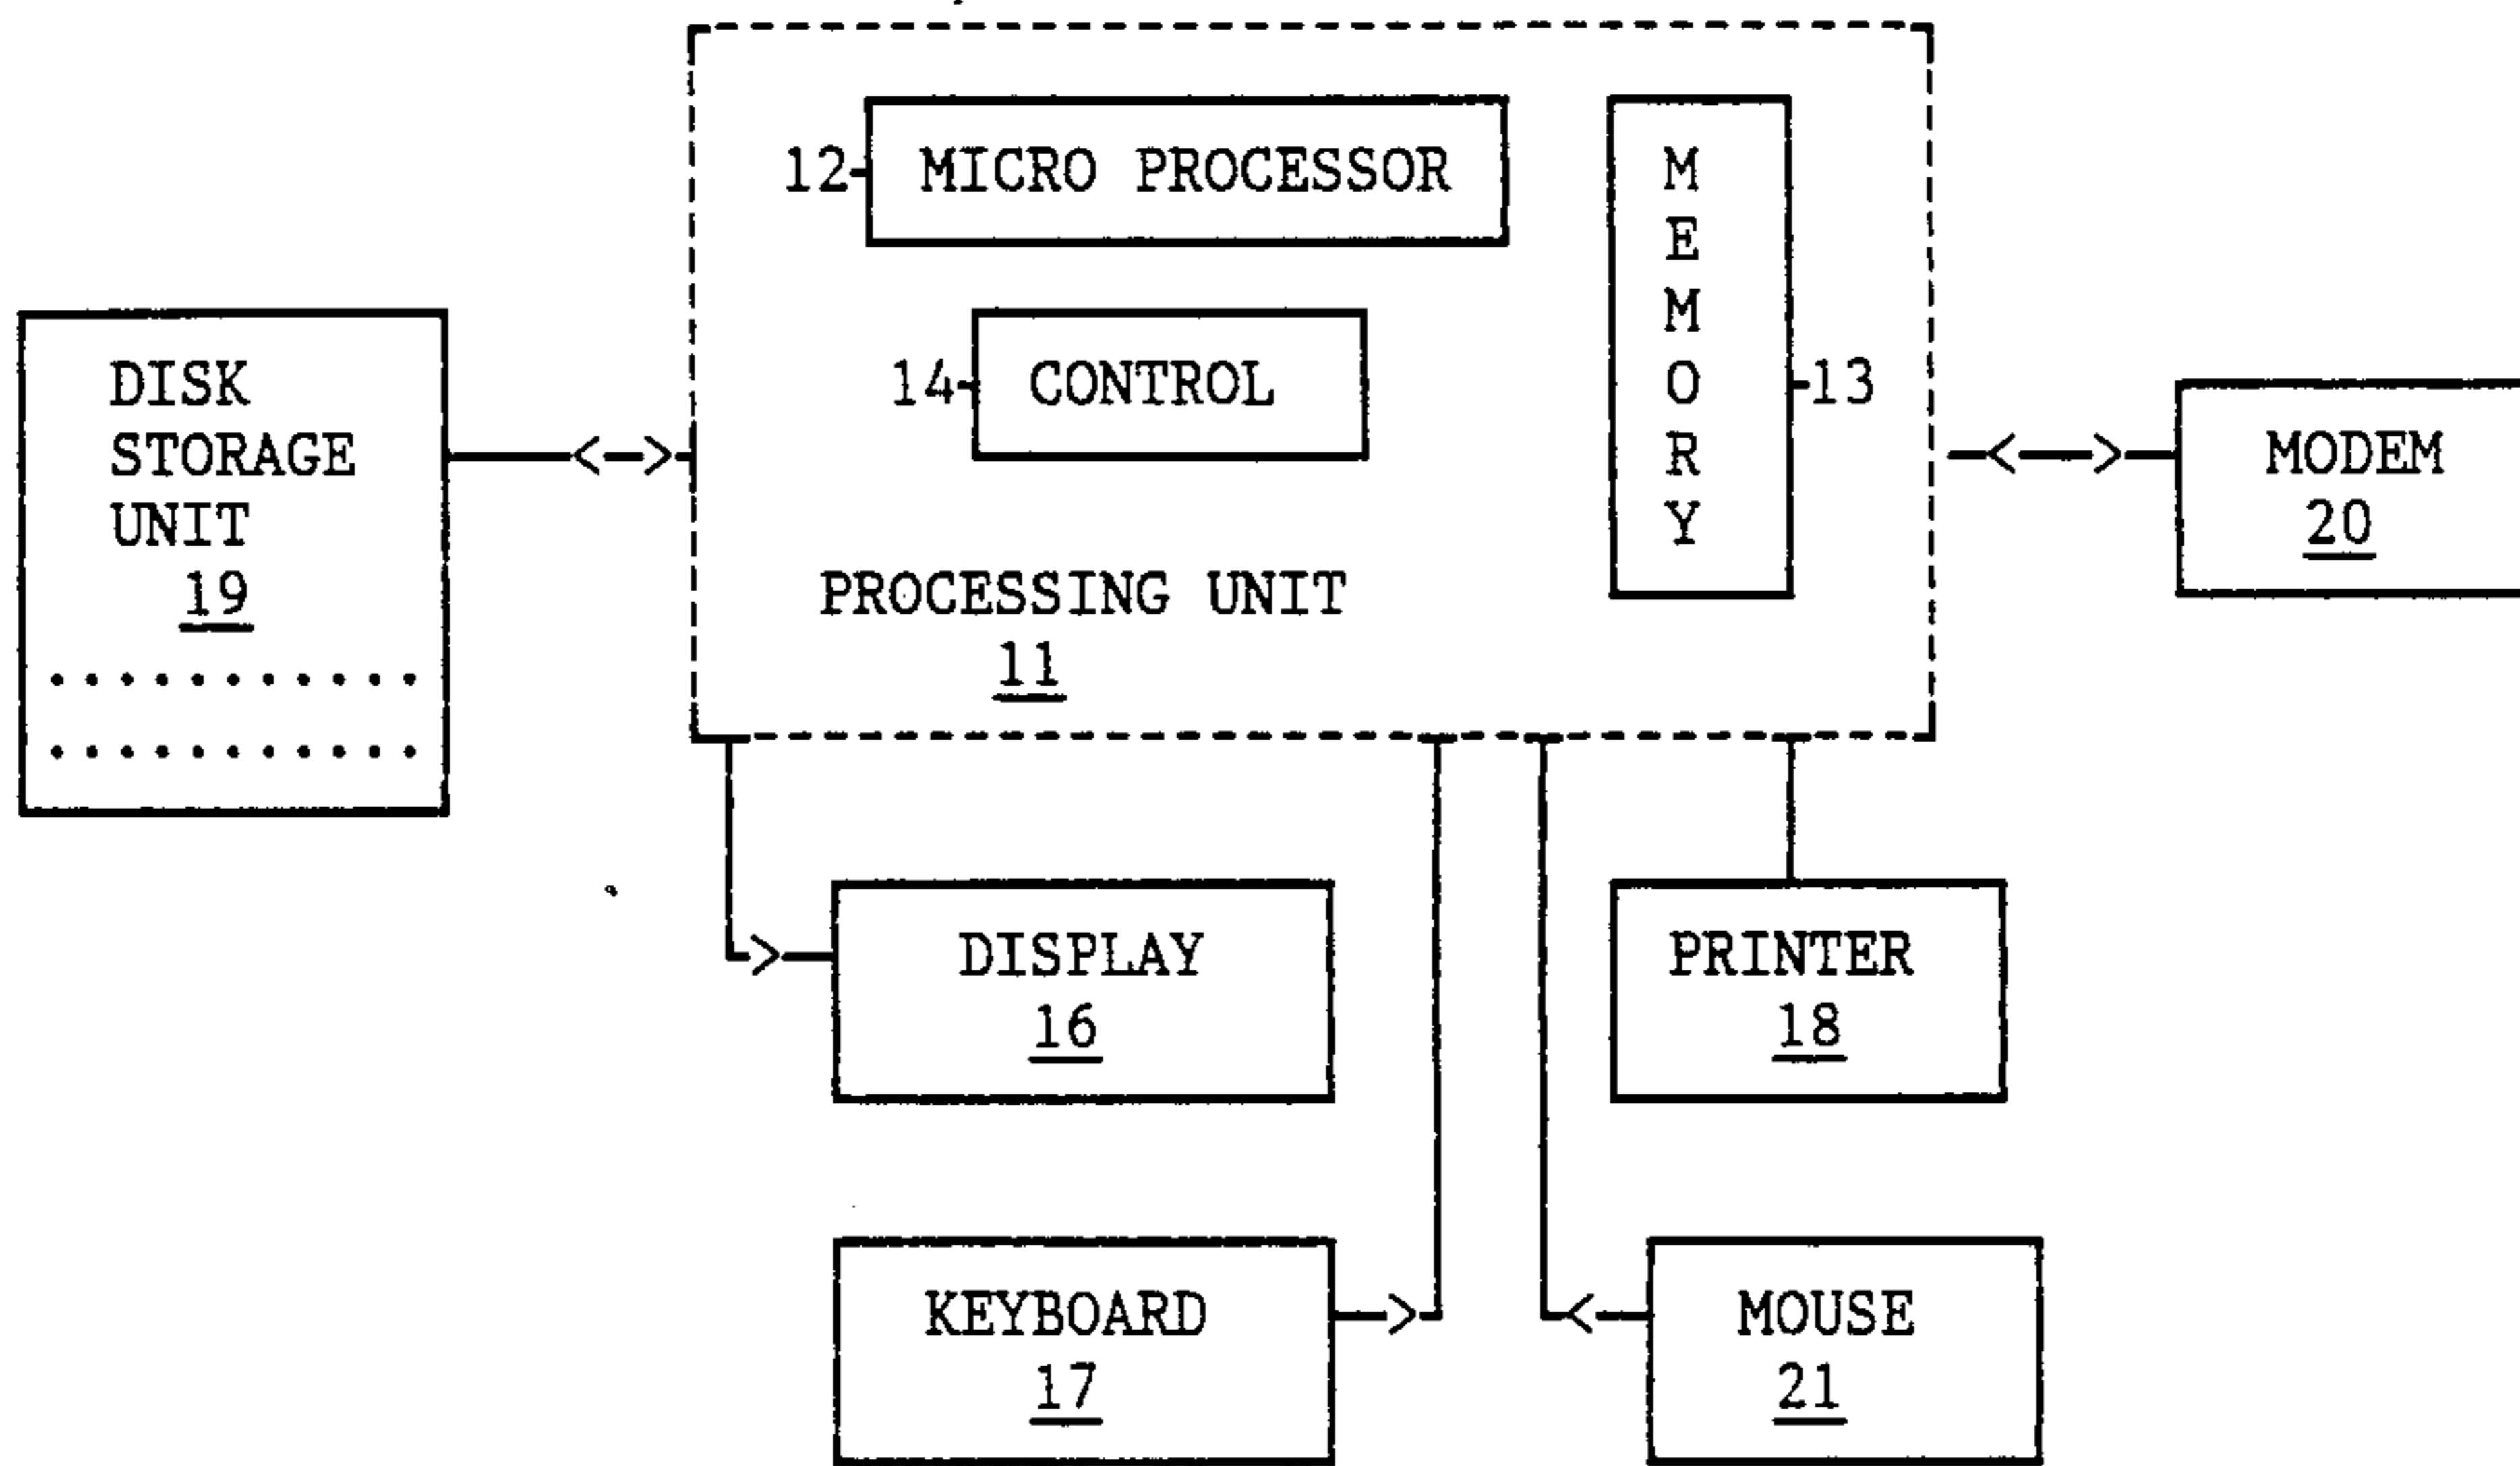 12 MICRO PROCESSOR
MEMORY
13
14 CONTROL
PROCESSING UNIT
11
DISK
STORAGE
UNIT
19
MODEM
20
DISPLAY
16
PRINTER
18
KEYBOARD
17
MOUSE
21